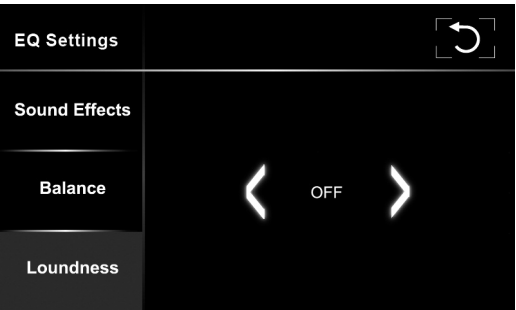 EQ Settings
Sound Effects
Balance
OFF
Loundness